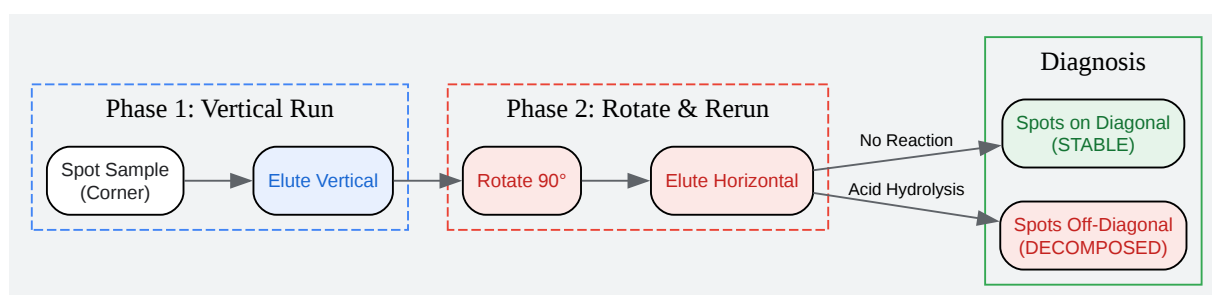 Phase 1: Vertical Run
Spot Sample
(Corner)
Elute Vertical
Phase 2: Rotate & Rerun
Rotate 90°
Elute Horizontal
No Reaction
Acid Hydrolysis
Diagnosis
Spots on Diagonal
(STABLE)
Spots Off-Diagonal
(DECOMPOSED)